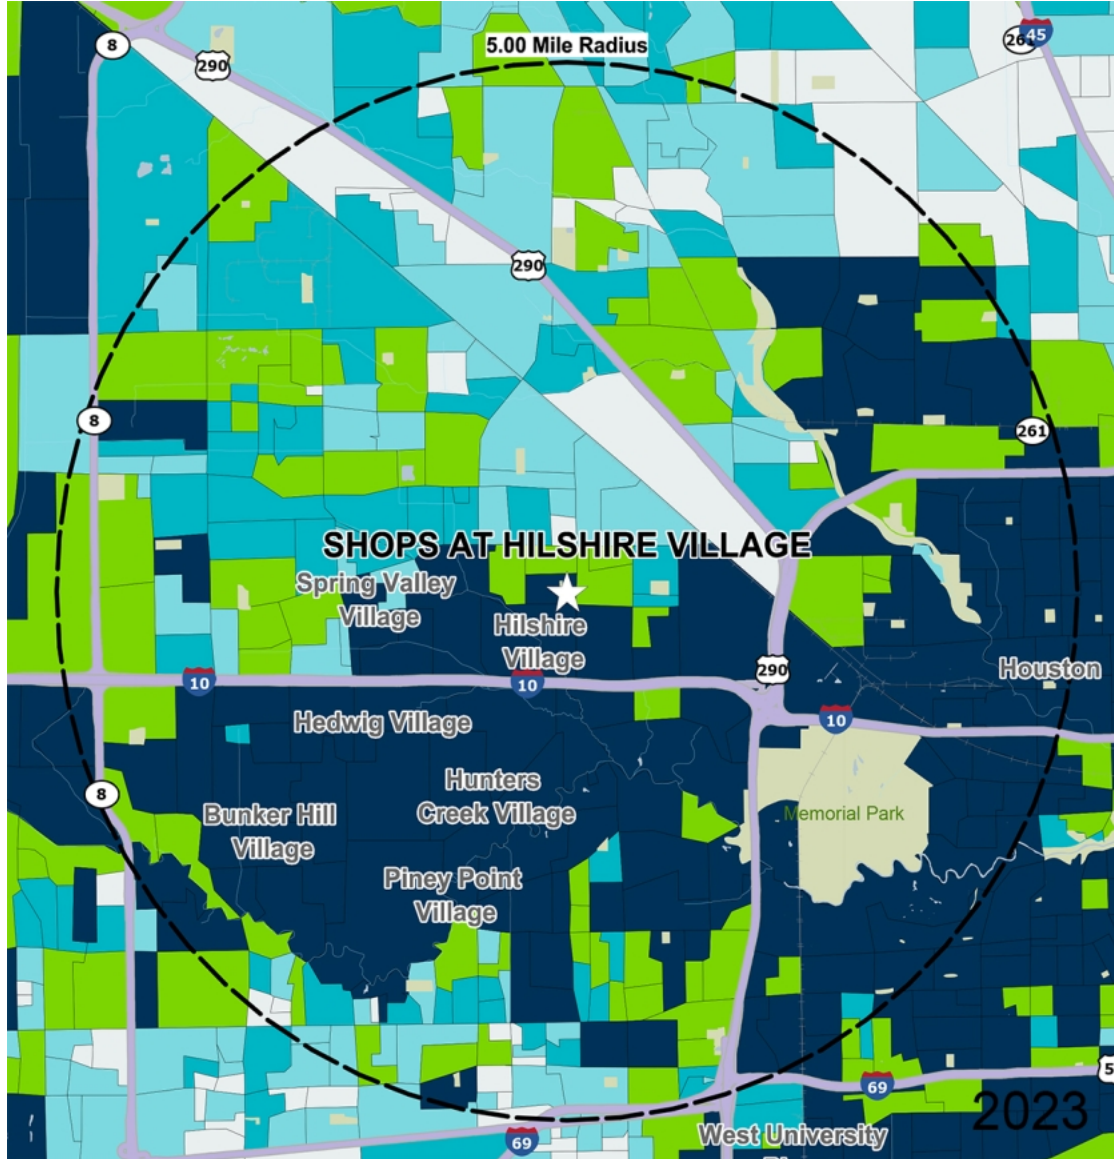 5.00 Mile Radius
8
290
261
45
290
8
261
SHOPS AT HILSHIRE VILLAGE
Spring Valley
Village
Hilshire
Village
290
Houston
10
10
10
Hedwig Village
Hunters
Creek Village
8
Bunker Hill
Village
Memorial Park
Piney Point
Village
5
69
2023
69
West University